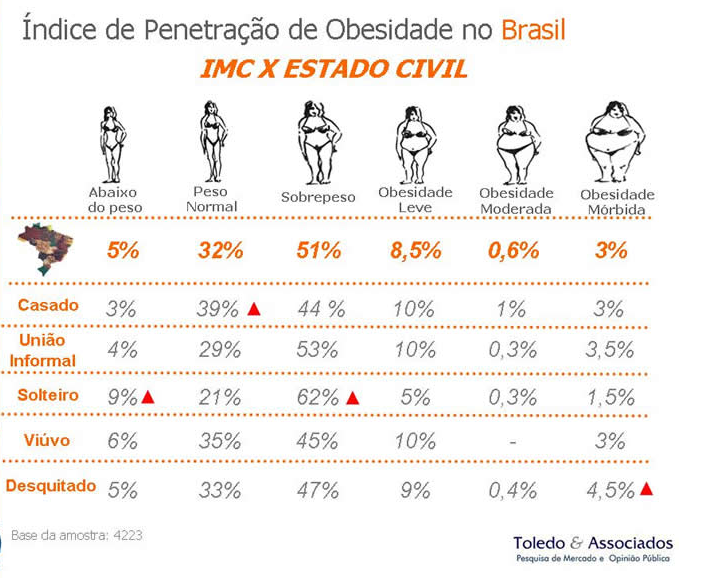 Índice de Penetração de Obesidade no Brasil
IMC X ESTADO CIVIL
Abaixo do peso
Peso Normal
Sobrepeso
Obesidade Leve
Obesidade Moderada
Obesidade Mórbida
5% 32% 51% 8,5% 0,6% 3%
Casado 3% 39% 44 % 10% 1% 3%
União Informal 4% 29% 53% 10% 0,3% 3,5%
Solteiro 9% 21% 62% 5% 0,3% 1,5%
Viúvo 6% 35% 45% 10% - 3%
Desquitado 5% 33% 47% 9% 0,4% 4,5%
Base da amostra: 4223
Toledo & Associados
Pesquisa de Mercado e Opinião Pública